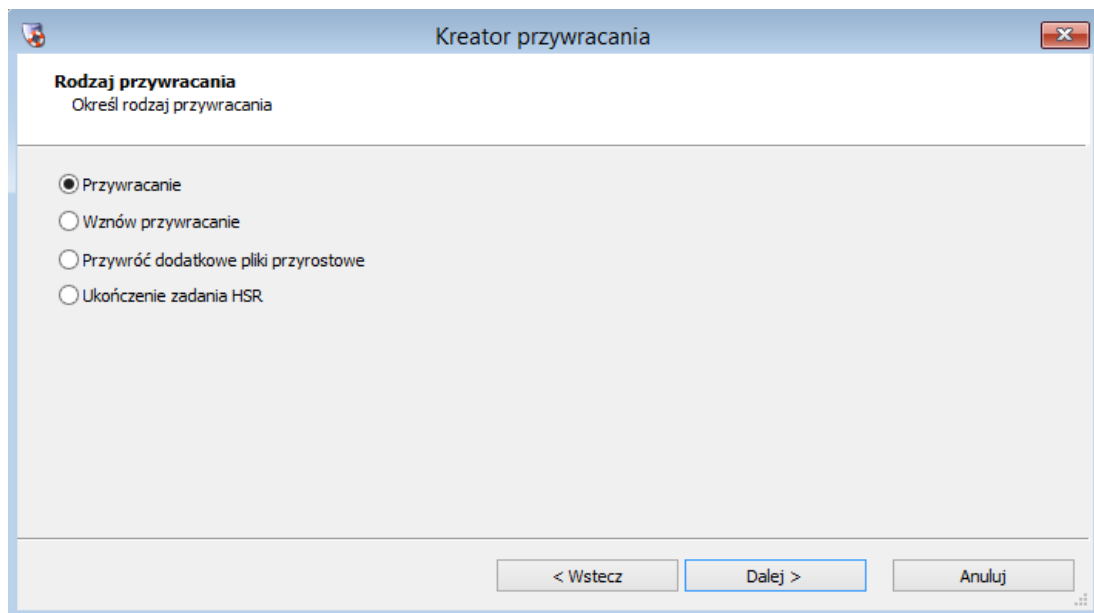 Kreator przywracania
Rodzaj przywracania
Określ rodzaj przywracania
Przywracanie
Wznów przywracanie
Przywróć dodatkowe pliki przyrostowe
Ukończenie zadania HSR
< Wstecz
Dalej >
Anuluj